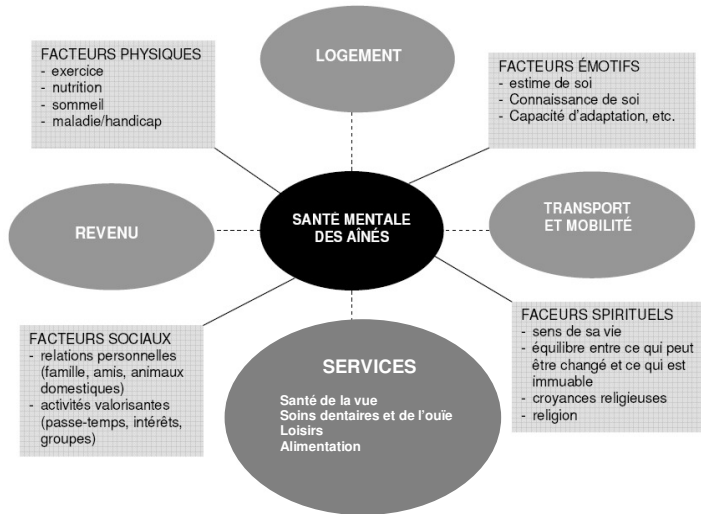 FACTEURS PHYSIQUES
- exercice
- nutrition
- sommeil
- maladie/handicap
LOGEMENT
FACTEURS ÉMOTIFS
- estime de soi
- Connaissance de soi
- Capacité d'adaptation, etc.
REVENU
SANTÉ MENTALE
DES AÎNÉS
TRANSPORT
ET MOBILITÉ
FACTEURS SOCIAUX
- relations personnelles
(famille, amis, animaux
domestiques)
- activités valorisantes
(passe-temps, intérêts,
groupes)
SERVICES
Santé de la vue
Soins dentaires et de l'ouïe
Loisirs
Alimentation
FACEURS SPIRITUELS
- sens de sa vie
- équilibre entre ce qui peut
être changé et ce qui est
immuable
- croyances religieuses
- religion